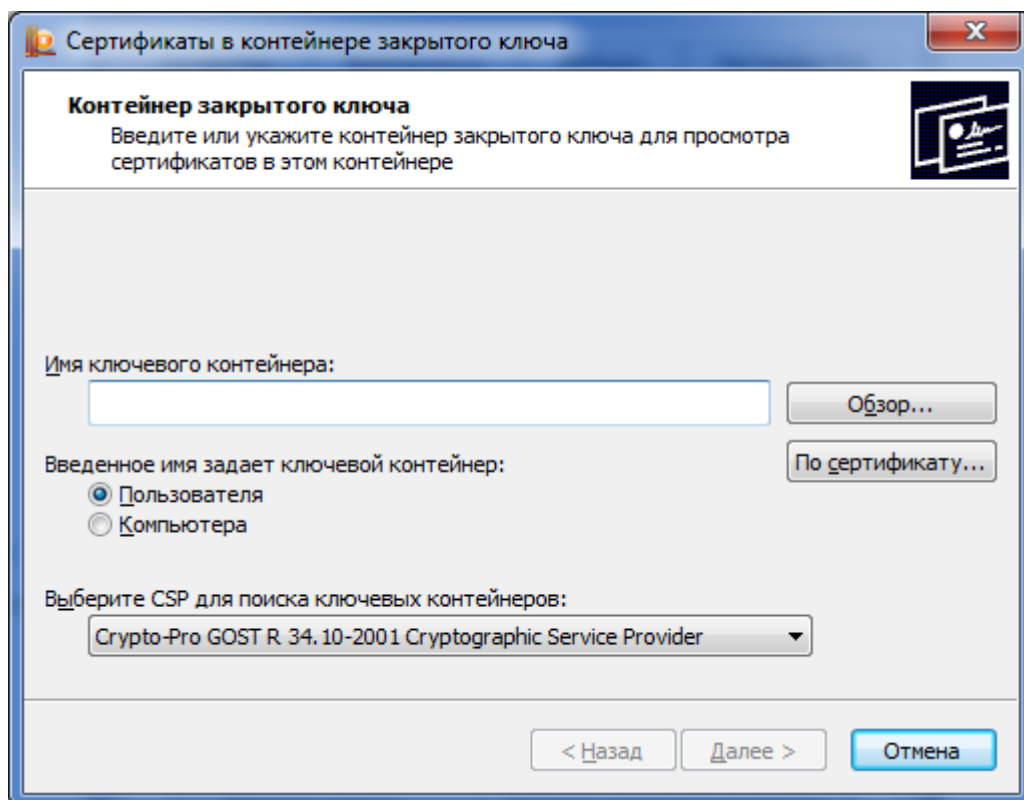 Сертификаты в контейнере закрытого ключа
Контейнер закрытого ключа
Введите или укажите контейнер закрытого ключа для просмотра
сертификатов в этом контейнере
Имя ключевого контейнера:
Обзор...
Введенное имя задает ключевой контейнер:
По сертификату...
Пользователя
Компьютера
Выберите CSP для поиска ключевых контейнеров:
Crypto-Pro GOST R 34.10-2001 Cryptographic Service Provider
< Назад
Далее >
Отмена